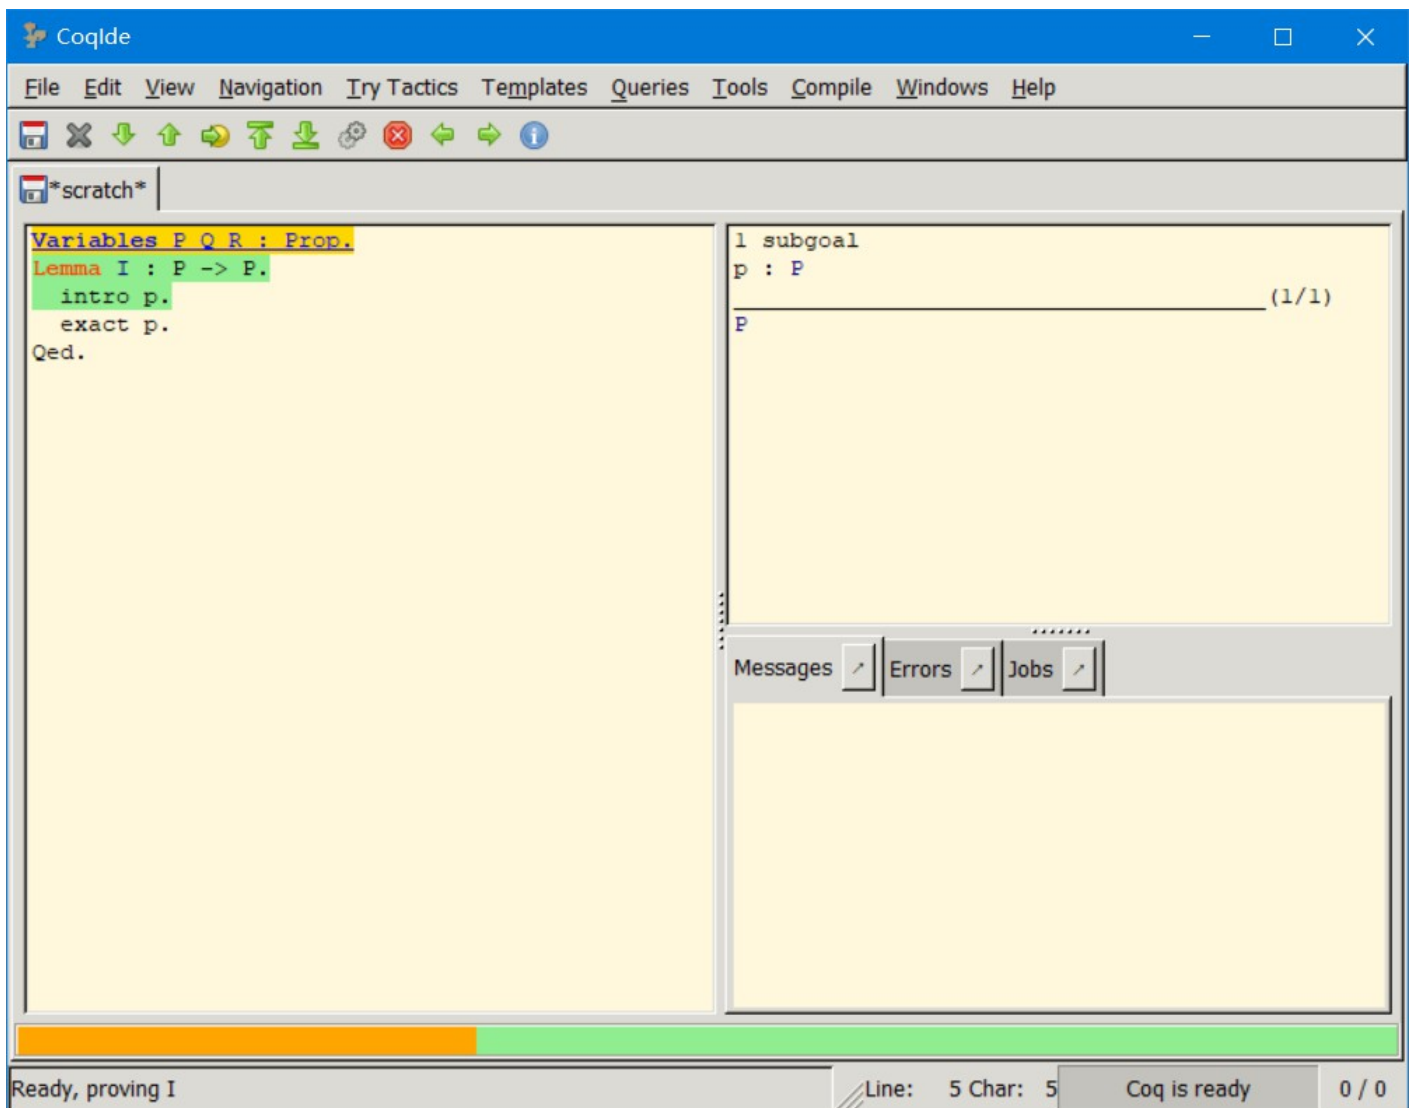 CoqIde
File Edit View Navigation Try Tactics Templates Queries Tools Compile Windows Help
*scratch*
Variables P Q R : Prop.
Lemma I : P -> P.
  intro p.
  exact p.
Qed.
1 subgoal
p : P
(1/1)
P
Messages Errors Jobs
Ready, proving I
Line: 5 Char: 5
Coq is ready
0 / 0